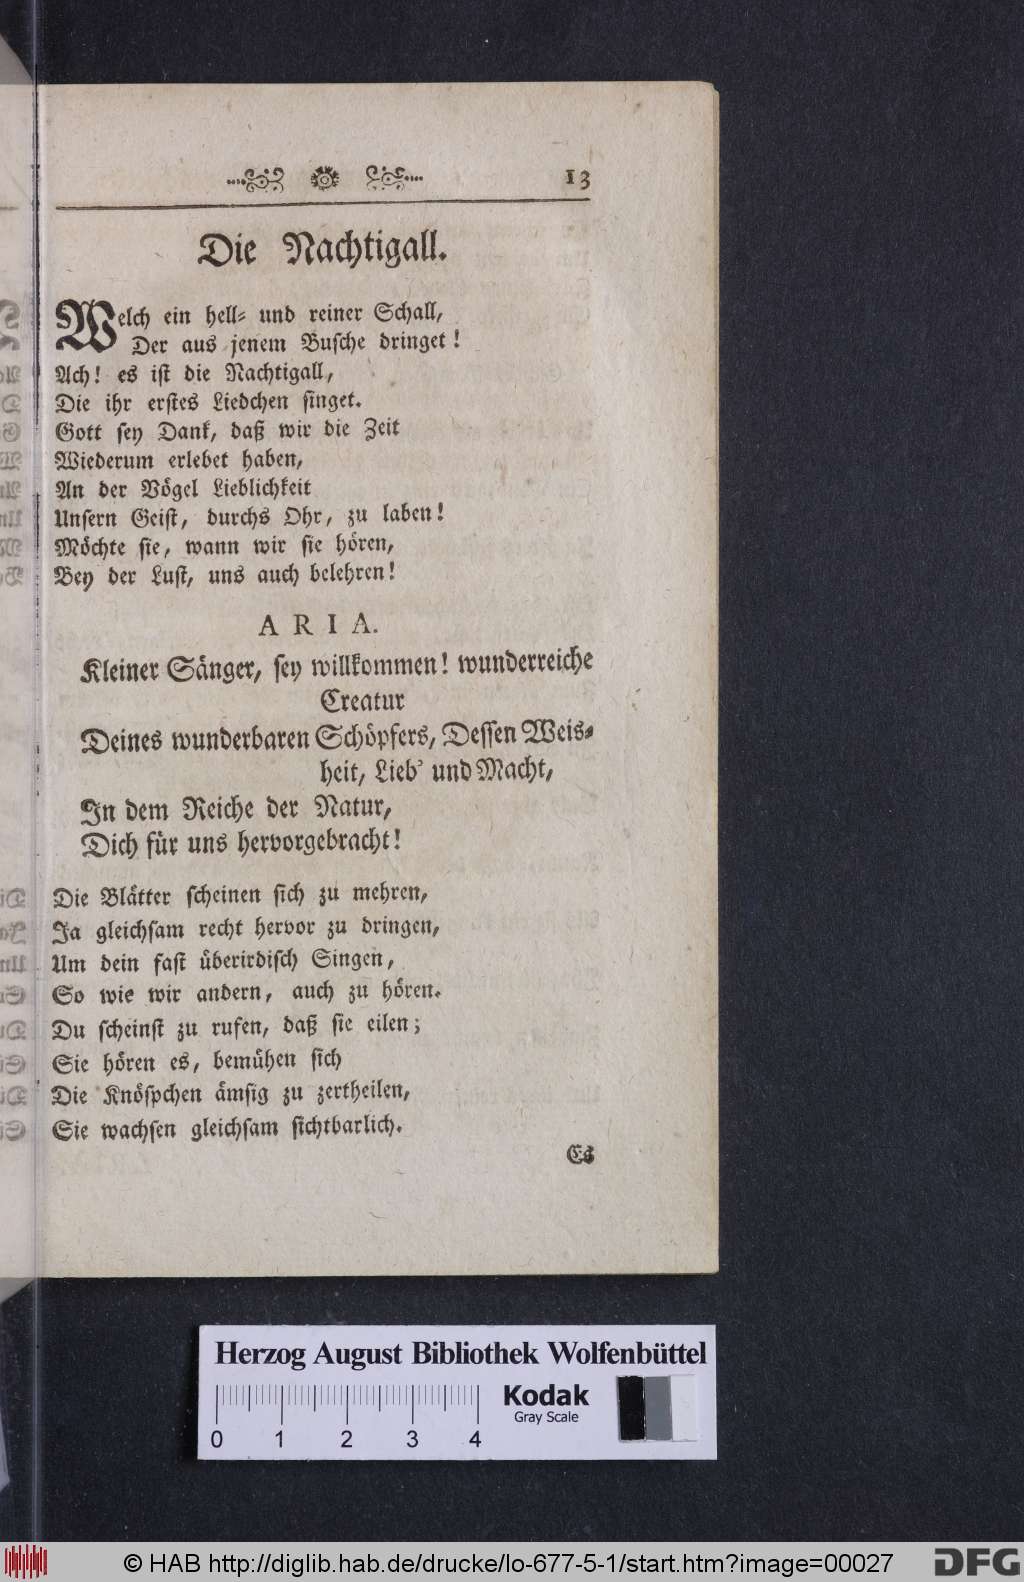 13
Die Nachtigall.
Welch ein hell- und reiner Schall,
Der aus jenem Busche dringet!
Ach! es ist die Nachtigall,
Die ihr erstes Liedchen singet.
Gott sey Dank, daß wir die Zeit
Wiederum erlebet haben,
An der Vögel Lieblichkeit
Unsern Geist, durchs Ohr, zu laben!
Möchte sie, wann wir sie hören,
Bey der Lust, uns auch belehren!
ARIA.
Kleiner Sänger, sey willkommen! wunderreiche
Creatur
Deines wunderbaren Schöpfers, Dessen Weis-
heit, Lieb' und Macht,
In dem Reiche der Natur,
Dich für uns hervorgebracht!
Die Blätter scheinen sich zu mehren,
Ja gleichsam recht hervor zu dringen,
Um dein fast überirdisch Singen,
So wie wir andern, auch zu hören.
Du scheinst zu rufen, daß sie eilen;
Sie hören es, bemühen sich
Die Knöspchen ämsig zu zertheilen,
Sie wachsen gleichsam sichtbarlich.
Es
Herzog August Bibliothek Wolfenbüttel
Kodak
Gray Scale
0 1 2 3 4
© HAB http://diglib.hab.de/drucke/lo-677-5-1/start.htm?image=00027
DFG